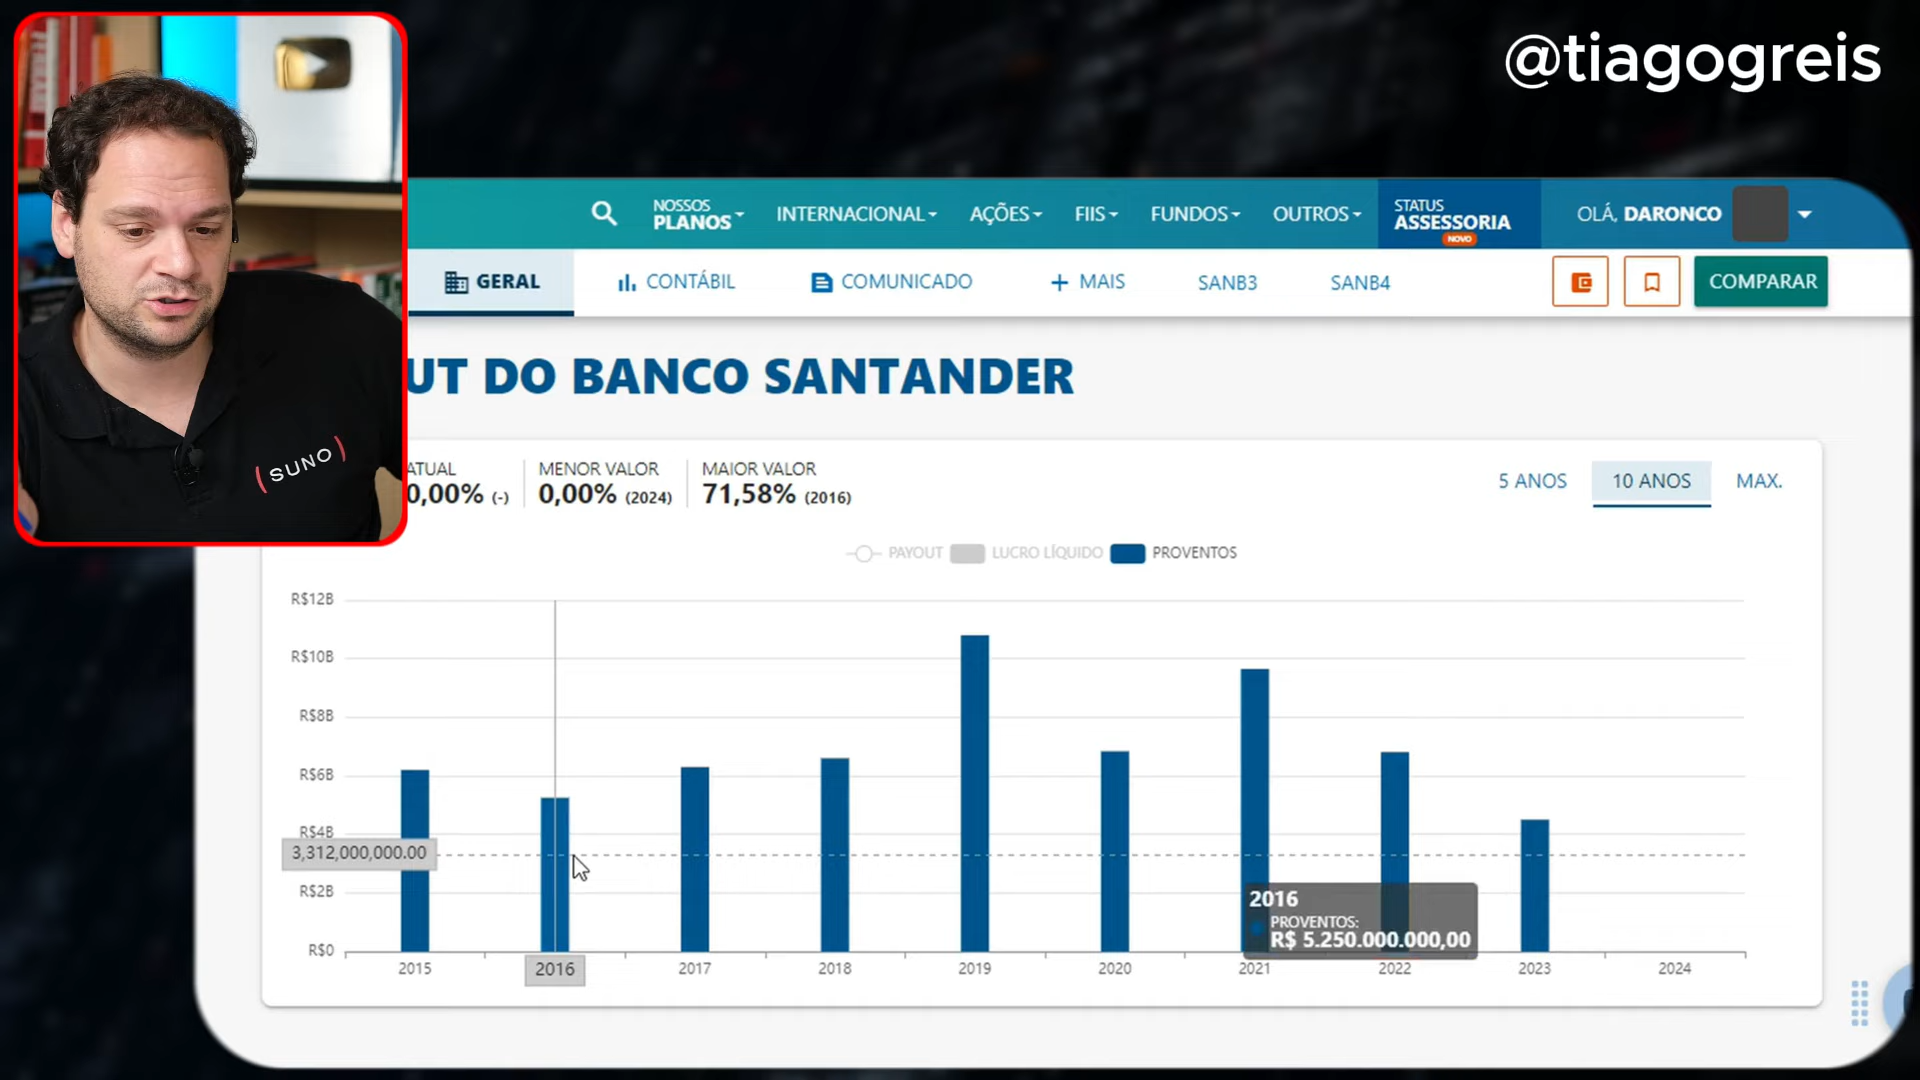 @tiagogreis
NOSSOS
PLANOS
INTERNACIONAL
AÇÕES
FIIS
FUNDOS
OUTROS
STATUS
ASSESSORIA
NOVO
OLÁ, DARONCO
GERAL
CONTÁBIL
COMUNICADO
+ MAIS
SANB3
SANB4
COMPARAR
UT DO BANCO SANTANDER
(SUNO)
ATUAL
0,00% (-)
MENOR VALOR
0,00% (2024)
MAIOR VALOR
71,58% (2016)
5 ANOS
10 ANOS
MAX.
PAYOUT
LUCRO LÍQUIDO
PROVENTOS
R$12B
R$10B
R$8B
R$6B
R$4B
3,312,000,000.00
R$2B
R$0
2016
PROVENTOS:
R$ 5.250.000.000,00
2015
2016
2017
2018
2019
2020
2021
2022
2023
2024